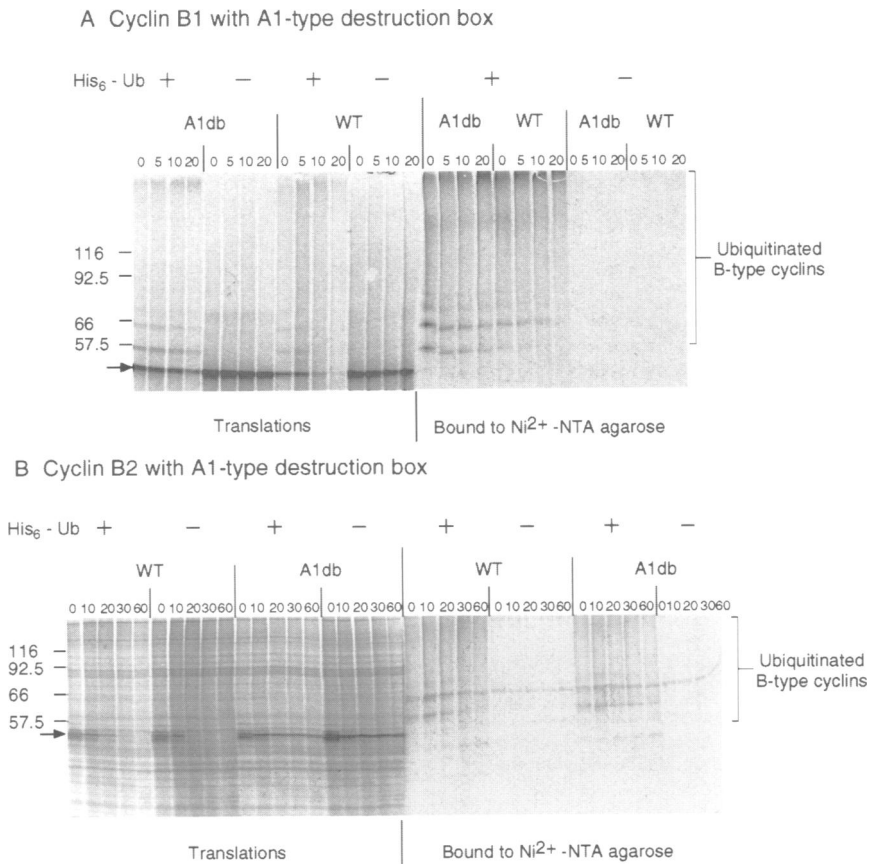 A Cyclin B1 with A1-type destruction box
His6 - Ub + − + − + −
A1db WT A1db WT A1db WT
0 5 10 20 0 5 10 20 0 5 10 20 0 5 10 20 0 5 10 20 0 5 10 20 0 5 10 20 0 5 10 20
116
92.5
66
57.5
Ubiquitinated
B-type cyclins
Translations Bound to Ni2+ -NTA agarose
B Cyclin B2 with A1-type destruction box
His6 - Ub + − + − + − + −
WT A1db WT A1db
0 10 20 30 60 0 10 20 30 60 0 10 20 30 60 0 10 20 30 60 0 10 20 30 60 0 10 20 30 60 0 10 20 30 60 0 10 20 30 60
116
92.5
66
57.5
Ubiquitinated
B-type cyclins
Translations Bound to Ni2+ -NTA agarose